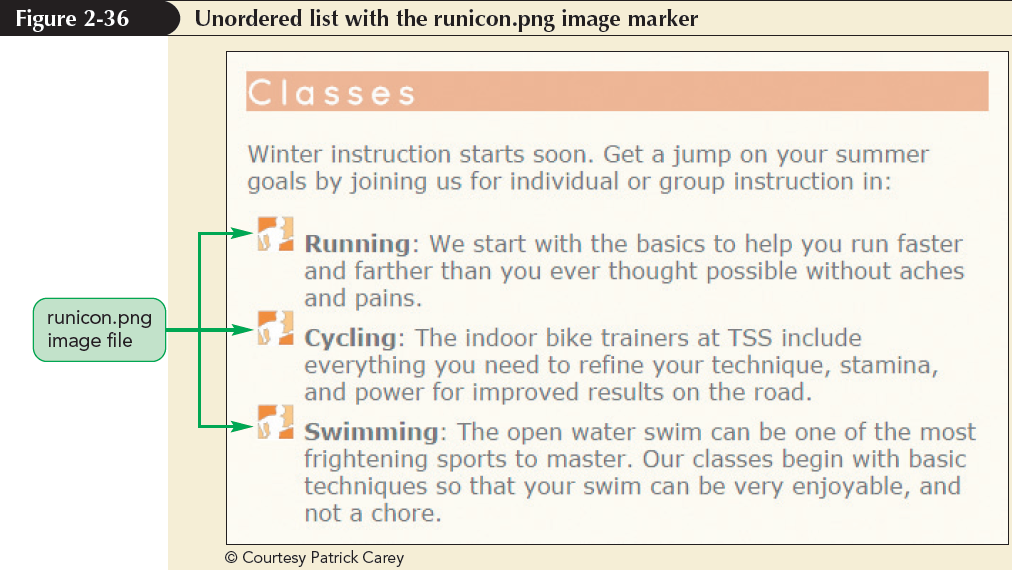 Figure 2-36 Unordered list with the runicon.png image marker
Classes
Winter instruction starts soon. Get a jump on your summer
goals by joining us for individual or group instruction in:
Running: We start with the basics to help you run faster
and farther than you ever thought possible without aches
and pains.
runicon.png
image file
Cycling: The indoor bike trainers at TSS include
everything you need to refine your technique, stamina,
and power for improved results on the road.
Swimming: The open water swim can be one of the most
frightening sports to master. Our classes begin with basic
techniques so that your swim can be very enjoyable, and
not a chore.
© Courtesy Patrick Carey